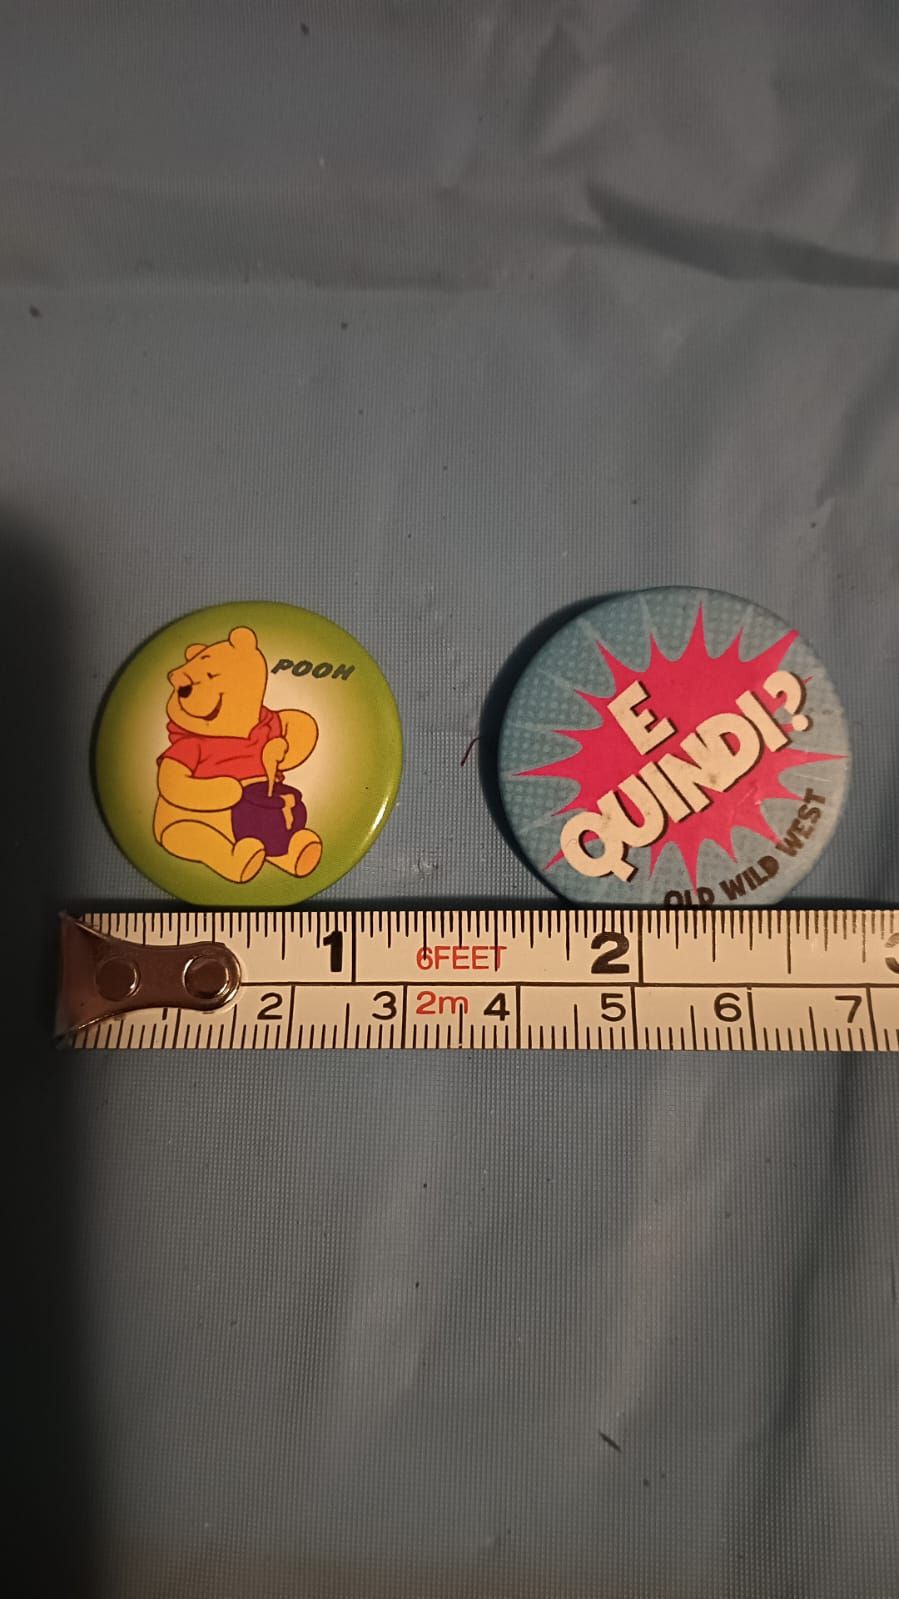 POOH
E
QUINDI?
OLD WILD WEST
1 6FEET 2
2 3 2m 4 5 6 7